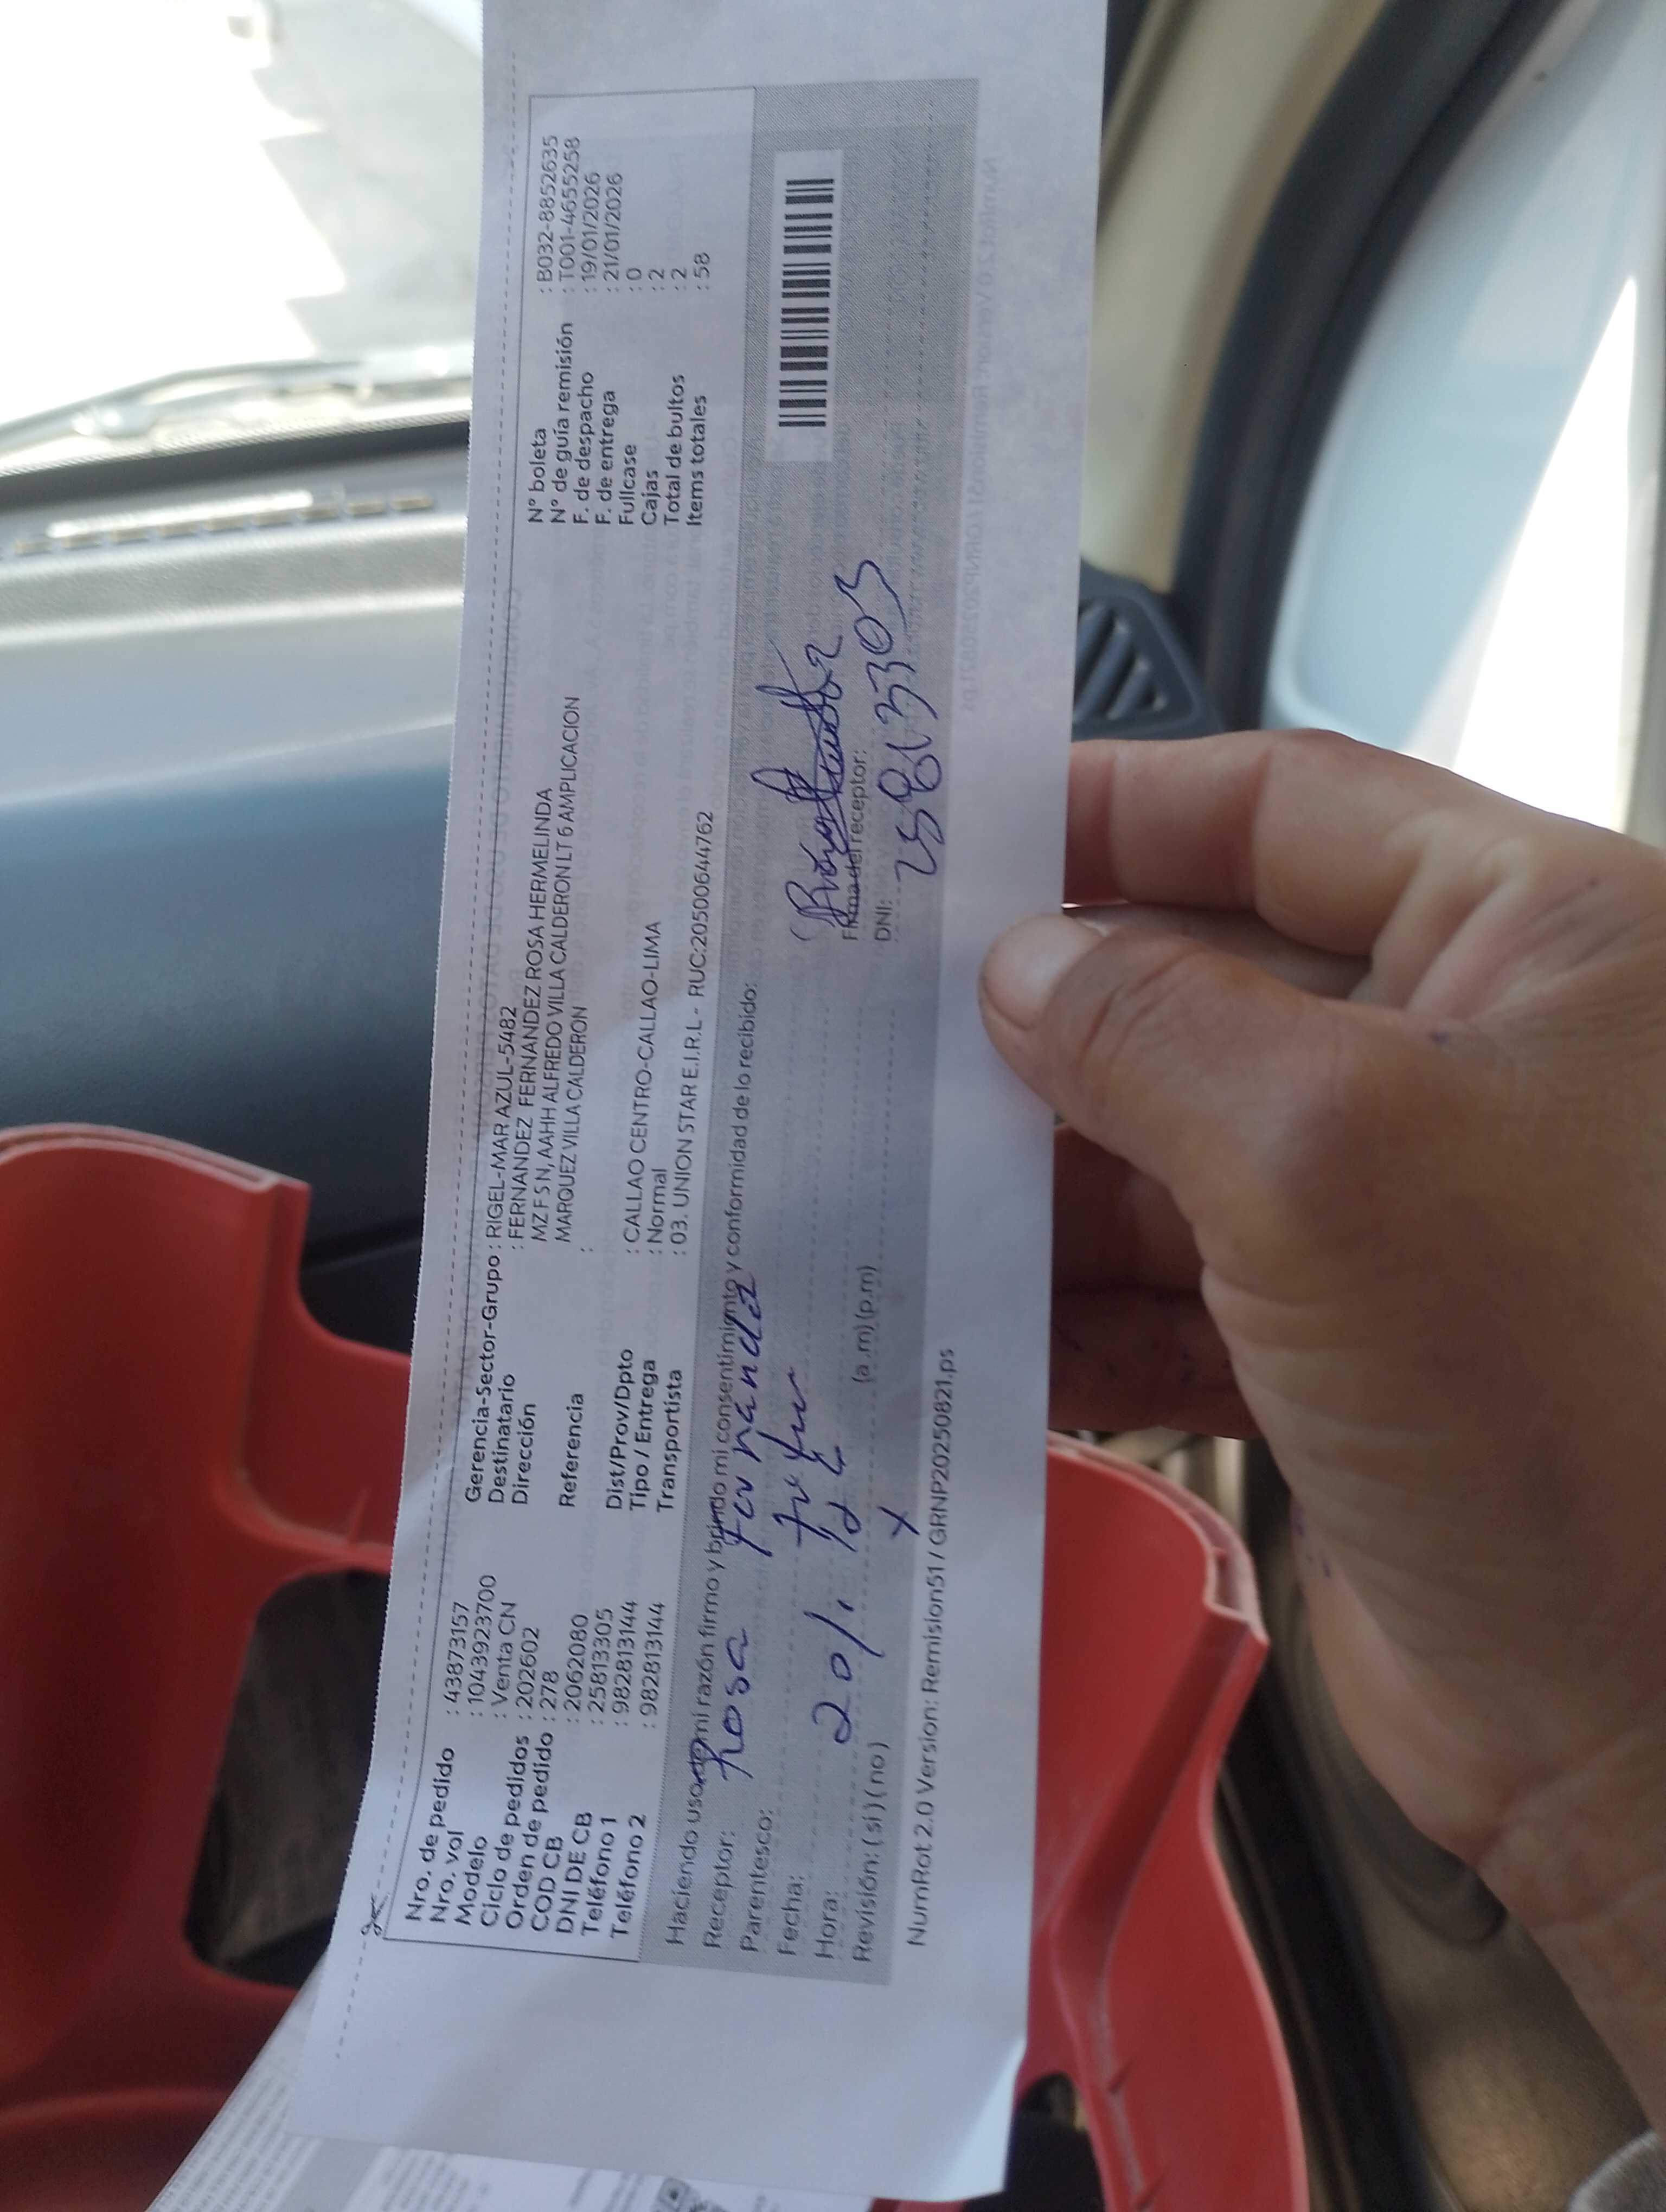 Nro. de pedido : 43873157
Nro. vol : 1043923700
Modelo : Venta CN
Ciclo de pedidos : 202602
Orden de pedido : 278
COD CB : 2062080
DNI DE CB : 25813305
Teléfono 1 : 982813144
Teléfono 2 : 982813144
Gerencia-Sector-Grupo : RIGEL-MAR AZUL-5482
Destinatario : FERNANDEZ FERNANDEZ ROSA HERMELINDA
Dirección MZ F S N, AAHH ALFREDO VILLA CALDERON LT 6 AMPLICACION
MARQUEZ VILLA CALDERON
Referencia :
Dist/Prov/Dpto : CALLAO CENTRO-CALLAO-LIMA
Tipo / Entrega : Normal
Transportista : 03. UNION STAR E.I.R.L - RUC:20500644762
N° boleta : B032-8852635
N° de guía remisión : T001-4655258
F. de despacho : 19/01/2026
F. de entrega : 21/01/2026
Fullcase : 0
Cajas : 2
Total de bultos : 2
Items totales : 58
Haciendo uso de mi razón firmo y brindo mi consentimiento y conformidad de lo recibido:
Receptor: Rosa Fernandez
Parentesco:
Fecha:
Hora: (a.m) (p.m)
Revisión: ( si ) ( no ) X
Firma del receptor:
DNI:
NumRot 2.0 Version: Remision51 / GRNP20250821.ps